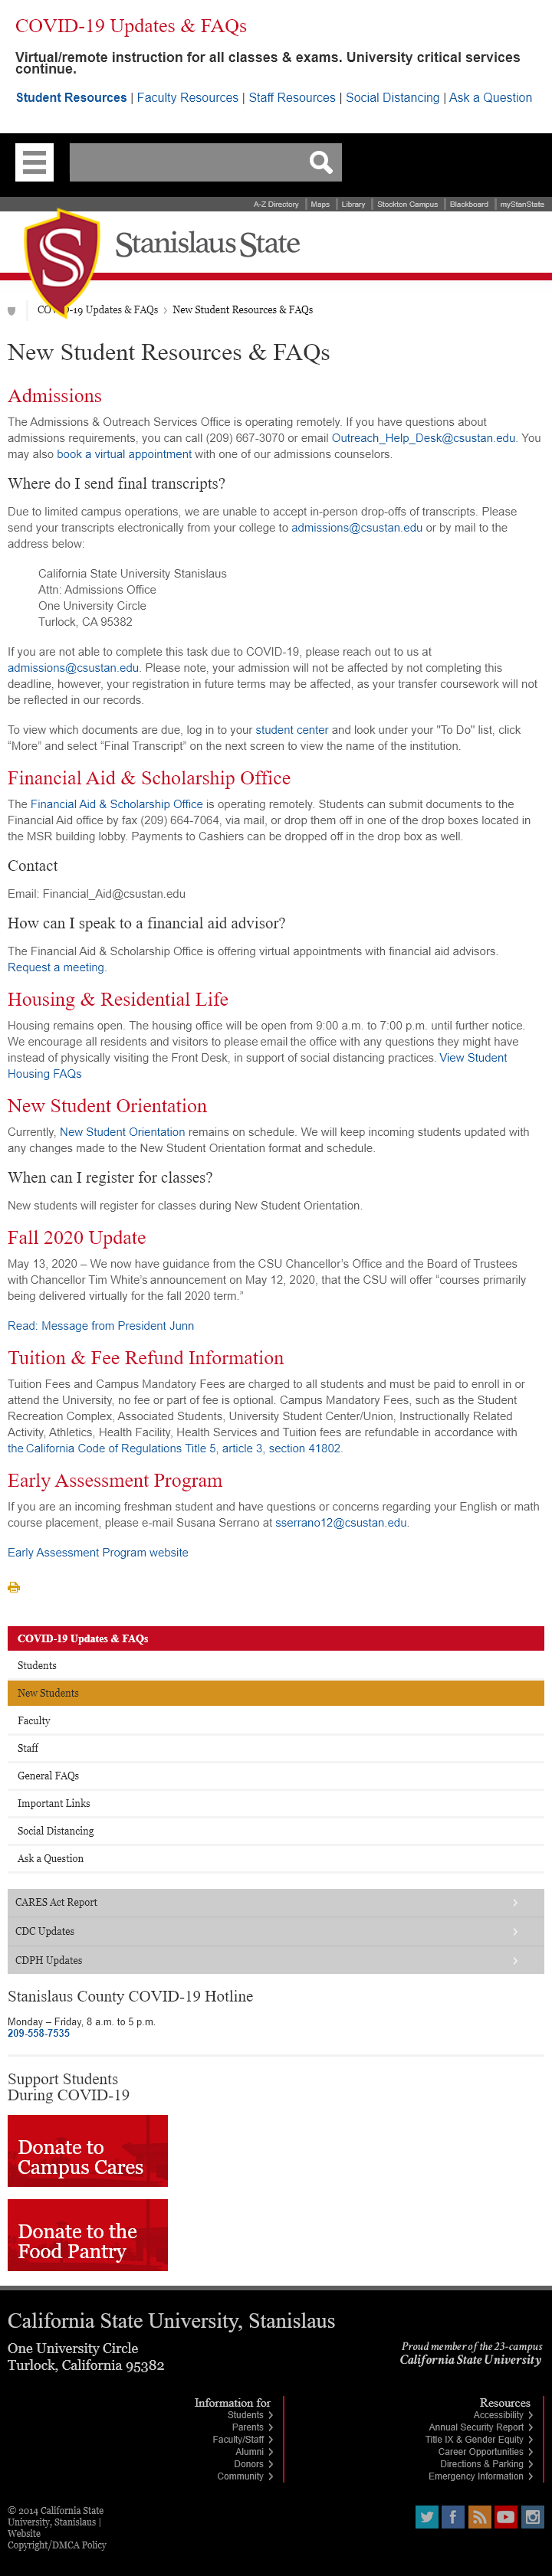 COVID-19 Updates & FAQs
Virtual/remote instruction for all classes & exams. University critical services
continue.
Student Resources | Faculty Resources | Staff Resources | Social Distancing | Ask a Question
A-Z Directory | Maps | Library | Stockton Campus | Blackboard | myStanState
S Stanislaus State
COVID-19 Updates & FAQs > New Student Resources & FAQs
New Student Resources & FAQs
Admissions
The Admissions & Outreach Services Office is operating remotely. If you have questions about
admissions requirements, you can call (209) 667-3070 or email Outreach_Help_Desk@csustan.edu. You
may also book a virtual appointment with one of our admissions counselors.
Where do I send final transcripts?
Due to limited campus operations, we are unable to accept in-person drop-offs of transcripts. Please
send your transcripts electronically from your college to admissions@csustan.edu or by mail to the
address below:
California State University Stanislaus
Attn: Admissions Office
One University Circle
Turlock, CA 95382
If you are not able to complete this task due to COVID-19, please reach out to us at
admissions@csustan.edu. Please note, your admission will not be affected by not completing this
deadline, however, your registration in future terms may be affected, as your transfer coursework will not
be reflected in our records.
To view which documents are due, log in to your student center and look under your "To Do" list, click
“More” and select “Final Transcript” on the next screen to view the name of the institution.
Financial Aid & Scholarship Office
The Financial Aid & Scholarship Office is operating remotely. Students can submit documents to the
Financial Aid office by fax (209) 664-7064, via mail, or drop them off in one of the drop boxes located in
the MSR building lobby. Payments to Cashiers can be dropped off in the drop box as well.
Contact
Email: Financial_Aid@csustan.edu
How can I speak to a financial aid advisor?
The Financial Aid & Scholarship Office is offering virtual appointments with financial aid advisors.
Request a meeting.
Housing & Residential Life
Housing remains open. The housing office will be open from 9:00 a.m. to 7:00 p.m. until further notice.
We encourage all residents and visitors to please email the office with any questions they might have
instead of physically visiting the Front Desk, in support of social distancing practices. View Student
Housing FAQs
New Student Orientation
Currently, New Student Orientation remains on schedule. We will keep incoming students updated with
any changes made to the New Student Orientation format and schedule.
When can I register for classes?
New students will register for classes during New Student Orientation.
Fall 2020 Update
May 13, 2020 – We now have guidance from the CSU Chancellor’s Office and the Board of Trustees
with Chancellor Tim White’s announcement on May 12, 2020, that the CSU will offer “courses primarily
being delivered virtually for the fall 2020 term.”
Read: Message from President Junn
Tuition & Fee Refund Information
Tuition Fees and Campus Mandatory Fees are charged to all students and must be paid to enroll in or
attend the University, no fee or part of fee is optional. Campus Mandatory Fees, such as the Student
Recreation Complex, Associated Students, University Student Center/Union, Instructionally Related
Activity, Athletics, Health Facility, Health Services and Tuition fees are refundable in accordance with
the California Code of Regulations Title 5, article 3, section 41802.
Early Assessment Program
If you are an incoming freshman student and have questions or concerns regarding your English or math
course placement, please e-mail Susana Serrano at sserrano12@csustan.edu.
Early Assessment Program website
COVID-19 Updates & FAQs
Students
New Students
Faculty
Staff
General FAQs
Important Links
Social Distancing
Ask a Question
CARES Act Report
CDC Updates
CDPH Updates
Stanislaus County COVID-19 Hotline
Monday – Friday, 8 a.m. to 5 p.m.
209-558-7535
Support Students
During COVID-19
Donate to
Campus Cares
Donate to the
Food Pantry
California State University, Stanislaus
One University Circle
Turlock, California 95382
Proud member of the 23-campus
California State University
Information for
Students
Parents
Faculty/Staff
Alumni
Donors
Community
Resources
Accessibility
Annual Security Report
Title IX & Gender Equity
Career Opportunities
Directions & Parking
Emergency Information
© 2014 California State
University, Stanislaus |
Website
Copyright/DMCA Policy